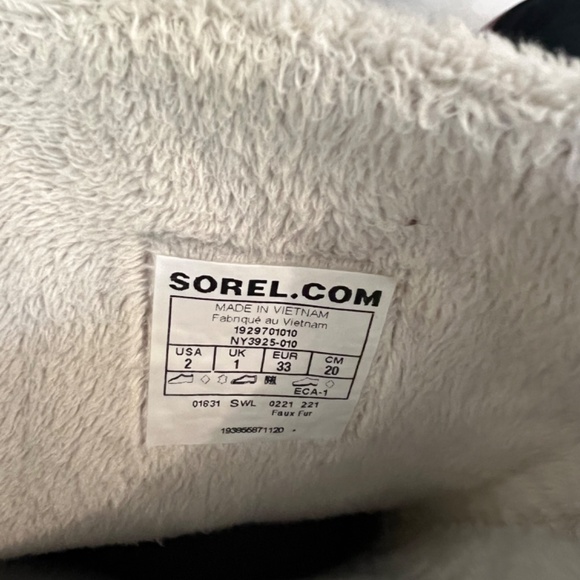 SOREL.COM
MADE IN VIETNAM
Fabriqué au Vietnam
1929701010
NY3925-010
USA UK EUR CM
2 1 33 20
ECA-1
01631 SWL 0221 221
Faux Fur
193855871120